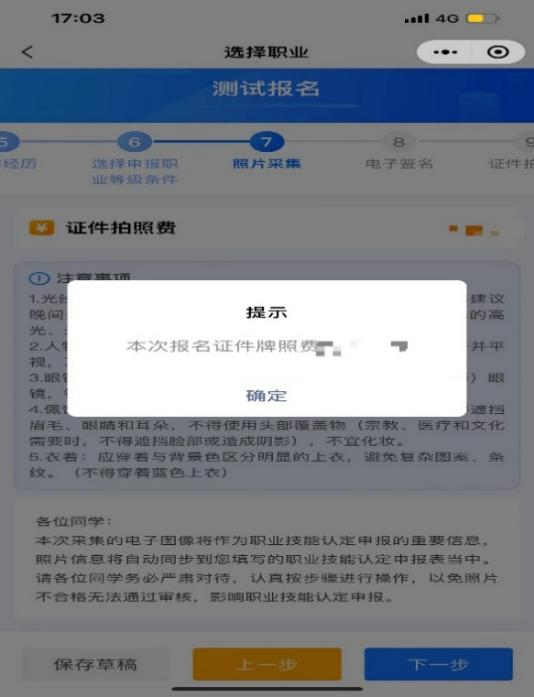 17:03
4G
选择职业
测试报名
5
6
7
8
9
经历
选择申报职
业等级条件
照片采集
电子签名
证件拍
¥ 证件拍照费
注意事项
1.光
建议
晚间
的高
光、
2.人
并平
视,
3.眼
)眼
镜,
提示
本次报名证件牌照费
确定
4.佩
遮挡
眉毛、眼睛和耳朵,不得使用头部覆盖物(宗教、医疗和文化
需要时,不得遮挡脸部或造成阴影),不宜化妆。
5.衣着:应穿着与背景色区分明显的上衣,避免复杂图案、条
纹。(不得穿着蓝色上衣)
各位同学:
本次采集的电子图像将作为职业技能认定申报的重要信息,
照片信息将自动同步到您填写的职业技能认定申报表当中。
请各位同学务必严肃对待,认真按步骤进行操作,以免照片
不合格无法通过审核,影响职业技能认定申报。
保存草稿
上一步
下一步